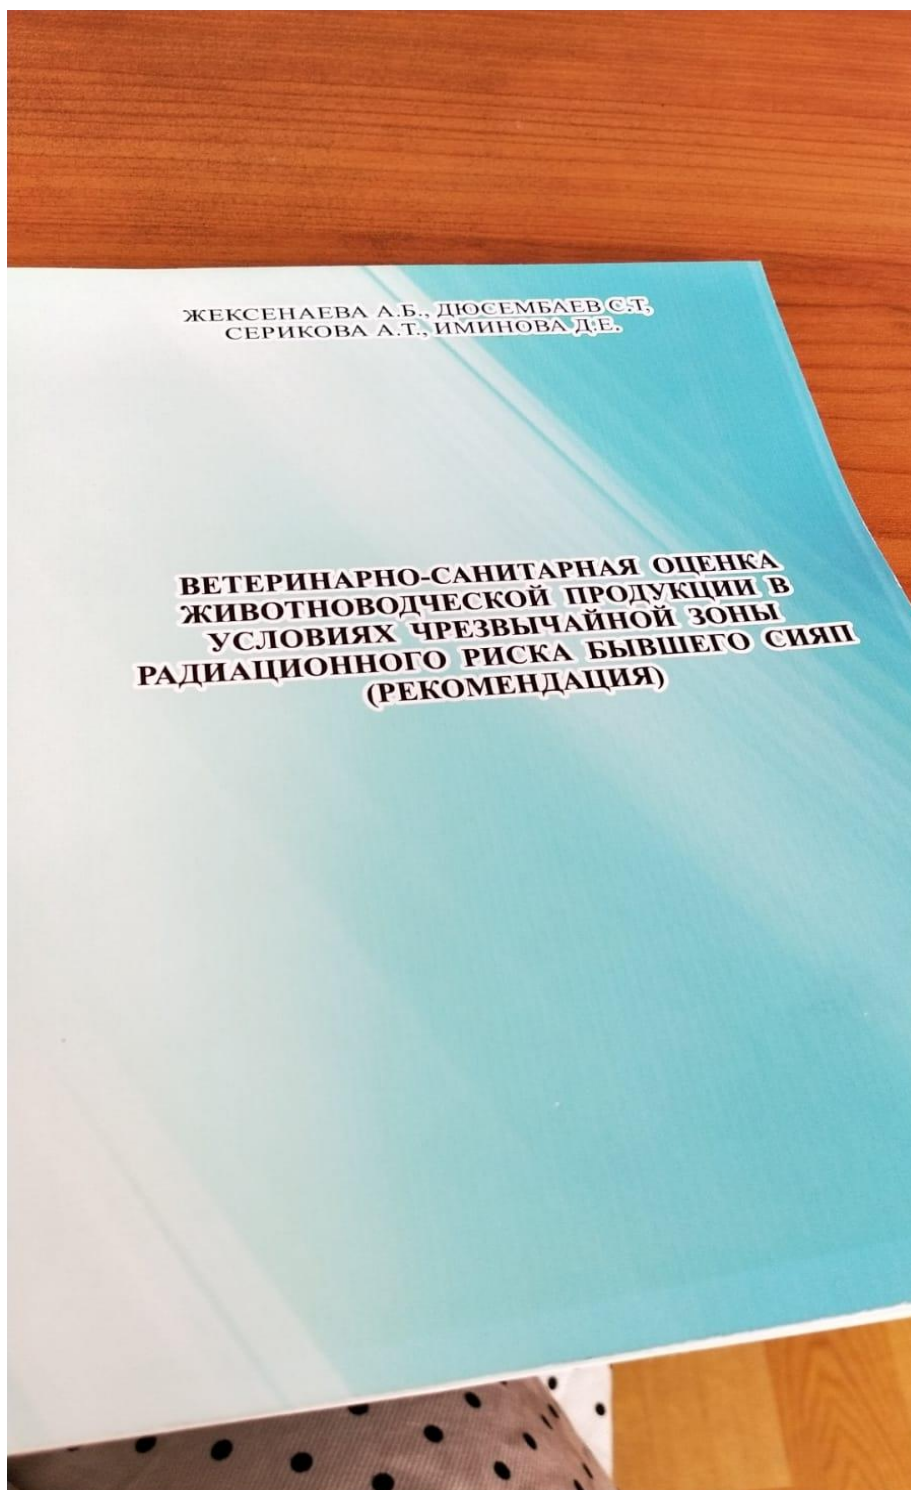 ЖЕКСЕНАЕВА А.Б., ДЮСЕМБАЕВ С.Т,
СЕРИКОВА А.Т., ИМИНОВА Д.Е.
ВЕТЕРИНАРНО-САНИТАРНАЯ ОЦЕНКА
ЖИВОТНОВОДЧЕСКОЙ ПРОДУКЦИИ В
УСЛОВИЯХ ЧРЕЗВЫЧАЙНОЙ ЗОНЫ
РАДИАЦИОННОГО РИСКА БЫВШЕГО СИЯП
(РЕКОМЕНДАЦИЯ)